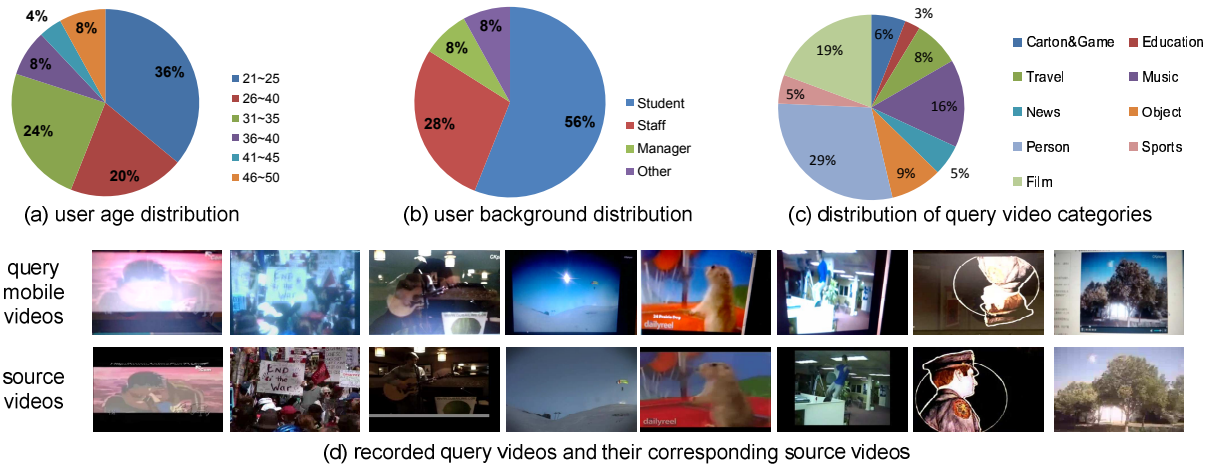 4%
8%
8%
36%
24%
20%
21~25
26~40
31~35
36~40
41~45
46~50
(a) user age distribution
8%
8%
28%
56%
Student
Staff
Manager
Other
(b) user background distribution
3%
6%
19%
8%
16%
5%
29%
9%
5%
Carton&Game
Education
Travel
Music
News
Object
Person
Sports
Film
(c) distribution of query video categories
query
mobile
videos
dailyreel
source
videos
END
the
WAR
dailyreel
(d) recorded query videos and their corresponding source videos